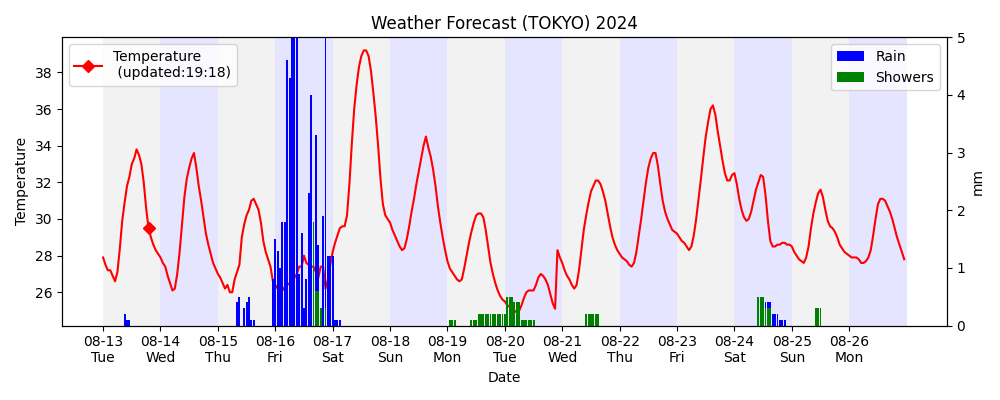 Weather Forecast (TOKYO) 2024
Temperature
(updated:19:18)
Rain
Showers
Temperature
38
36
34
32
30
28
26
5
4
3
2
1
0
mm
08-13 08-14 08-15 08-16 08-17 08-18 08-19 08-20 08-21 08-22 08-23 08-24 08-25 08-26
Tue Wed Thu Fri Sat Sun Mon Tue Wed Thu Fri Sat Sun Mon
Date